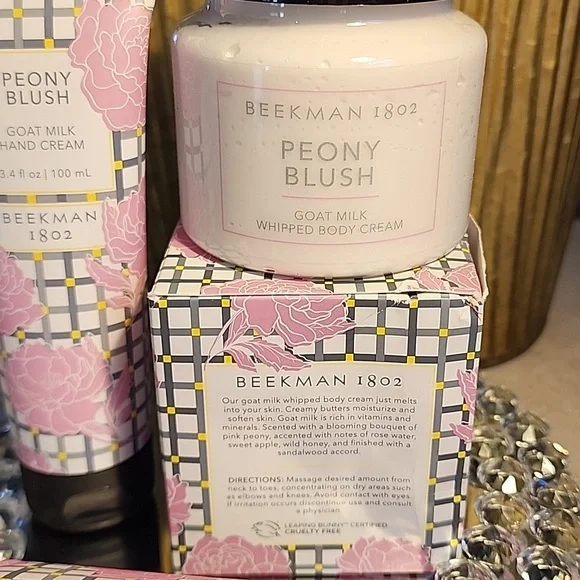 PEONY
BLUSH
GOAT MILK
HAND CREAM
3.4 fl oz | 100 mL
BEEKMAN
1802
BEEKMAN 1802
PEONY
BLUSH
GOAT MILK
WHIPPED BODY CREAM
BEEKMAN 1802
Our goat milk whipped body cream just melts
into your skin. Creamy butters moisturize and
soften skin. Goat milk is rich in vitamins and
minerals. Scented with a blooming bouquet of
pink peony, accented with notes of rose water,
sweet apple, wild honey, and finished with a
sandalwood accord.
DIRECTIONS: Massage desired amount from
neck to toes, concentrating on dry areas such
as elbows and knees. Avoid contact with eyes.
If irritation occurs discontinue use and consult
a physician.
LEAPING BUNNY™ CERTIFIED
CRUELTY FREE